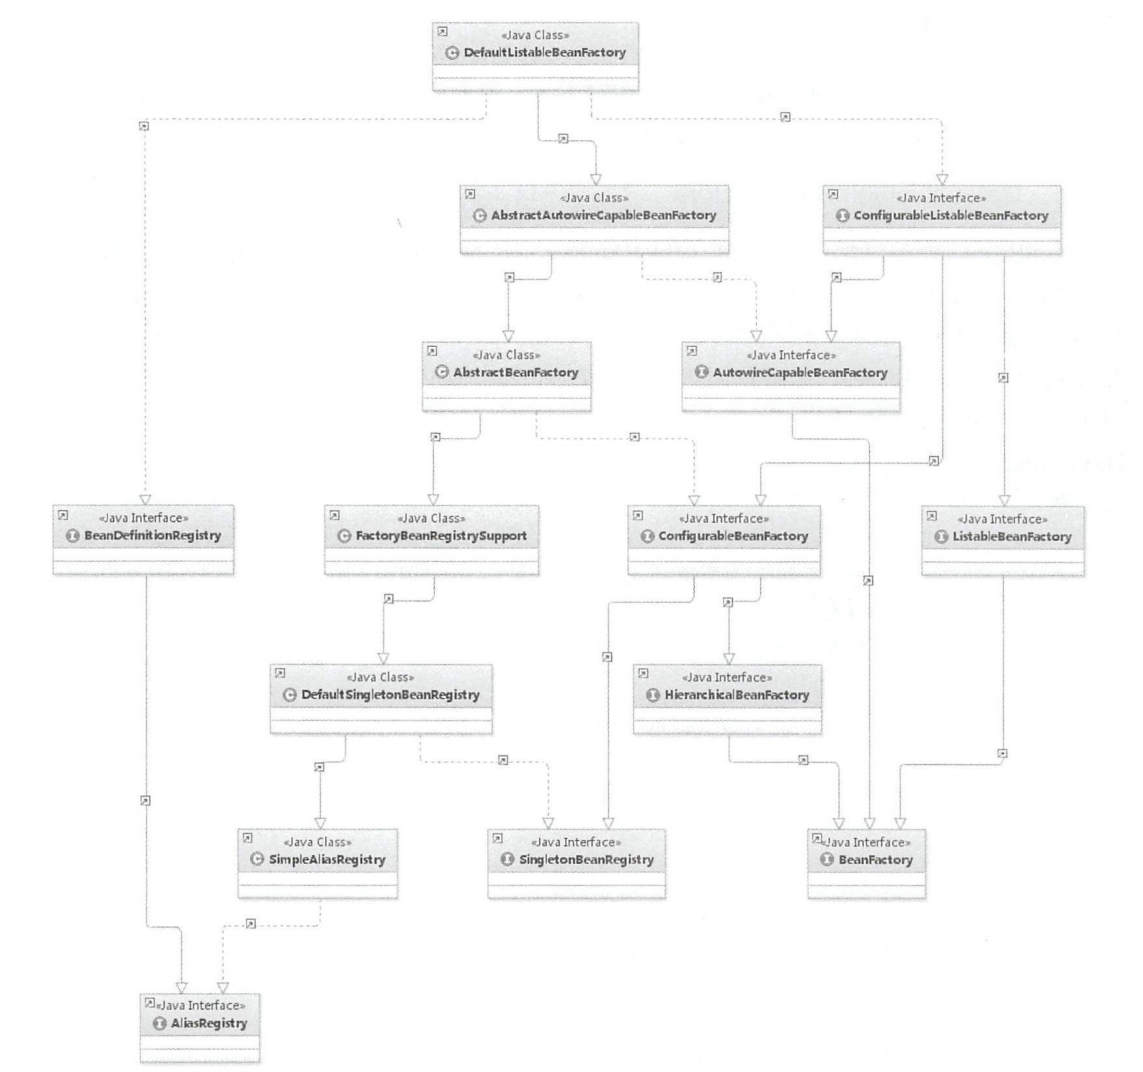 «Java Class»
DefaultListableBeanFactory
«Java Class»
AbstractAutowireCapableBeanFactory
«Java Interface»
ConfigurableListableBeanFactory
«Java Class»
AbstractBeanFactory
«Java Interface»
AutowireCapableBeanFactory
«Java Interface»
BeanDefinitionRegistry
«Java Class»
FactoryBeanRegistrySupport
«Java Interface»
ConfigurableBeanFactory
«Java Interface»
ListableBeanFactory
«Java Class»
DefaultSingletonBeanRegistry
«Java Interface»
HierarchicalBeanFactory
«Java Class»
SimpleAliasRegistry
«Java Interface»
SingletonBeanRegistry
«Java Interface»
BeanFactory
«Java Interface»
AliasRegistry